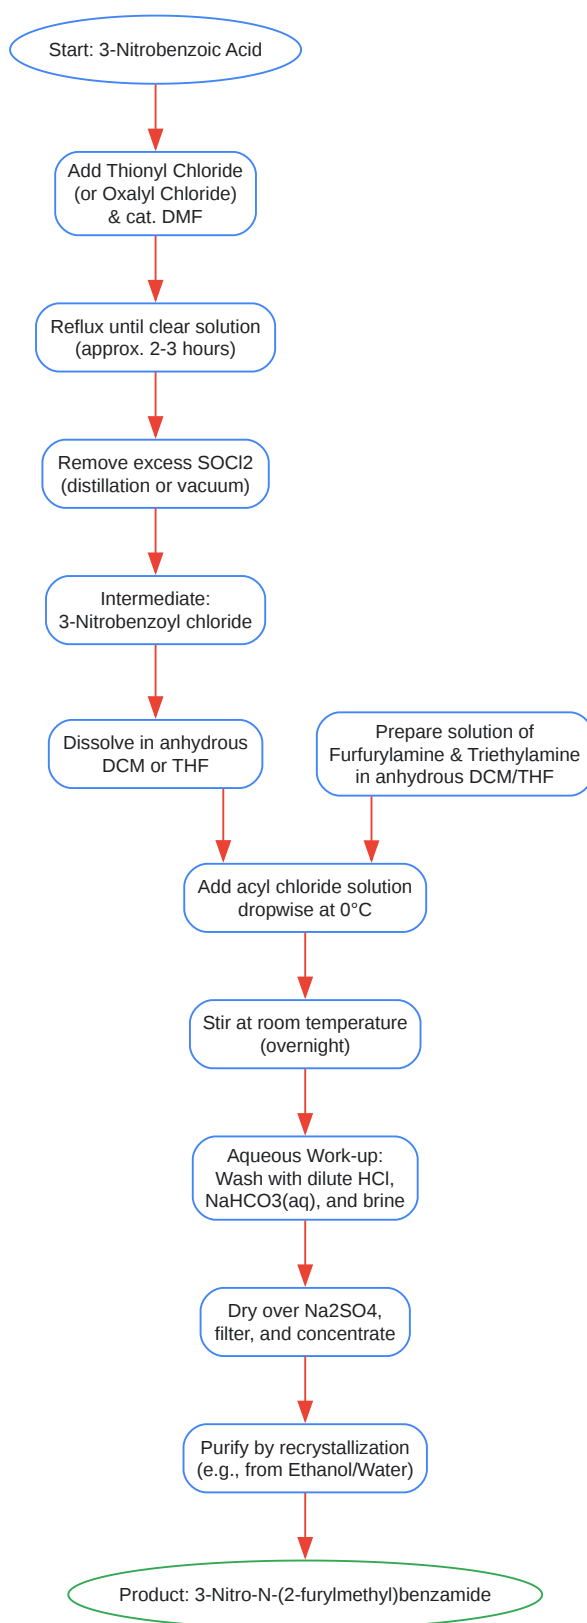 Start: 3-Nitrobenzoic Acid
Add Thionyl Chloride
(or Oxalyl Chloride)
& cat. DMF
Reflux until clear solution
(approx. 2-3 hours)
Remove excess SOCl2
(distillation or vacuum)
Intermediate:
3-Nitrobenzoyl chloride
Dissolve in anhydrous
DCM or THF
Prepare solution of
Furfurylamine & Triethylamine
in anhydrous DCM/THF
Add acyl chloride solution
dropwise at 0°C
Stir at room temperature
(overnight)
Aqueous Work-up:
Wash with dilute HCl,
NaHCO3(aq), and brine
Dry over Na2SO4,
filter, and concentrate
Purify by recrystallization
(e.g., from Ethanol/Water)
Product: 3-Nitro-N-(2-furylmethyl)benzamide